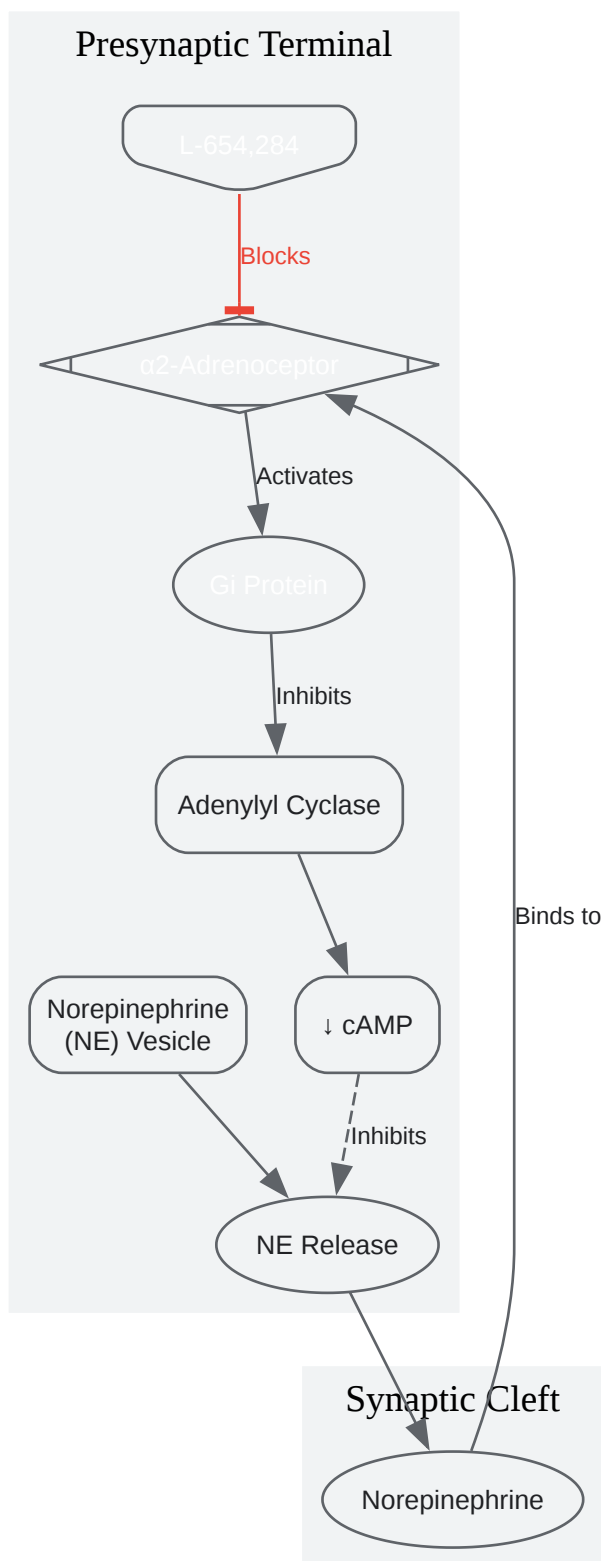 Presynaptic Terminal
L-654,284
Blocks
α2-Adrenoceptor
Activates
Gi Protein
Inhibits
Adenylyl Cyclase
Binds to
Norepinephrine
(NE) Vesicle
↓ cAMP
Inhibits
NE Release
Synaptic Cleft
Norepinephrine